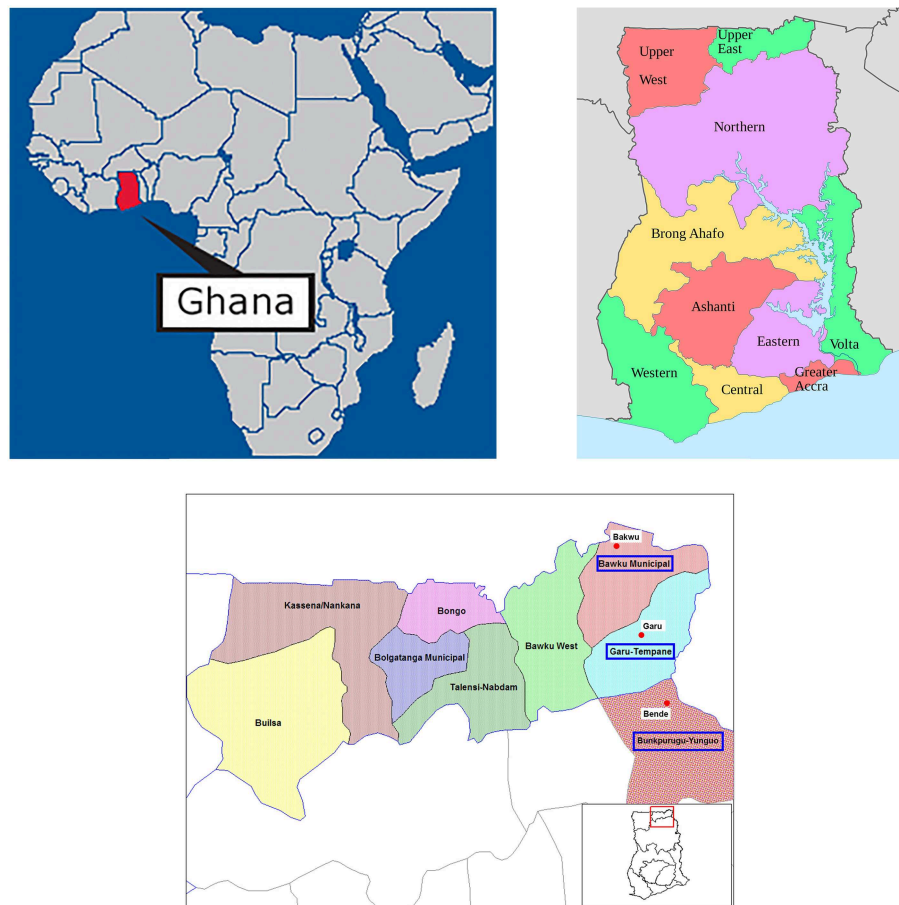 Ghana
Upper
East
Upper
West
Northern
Brong Ahafo
Ashanti
Eastern
Volta
Western
Greater
Accra
Central
Bakwu
Bawku Municipal
Kassena/Nankana
Bongo
Garu
Bawku West
Garu-Tempane
Bolgatanga Municipal
Talensi-Nabdam
Builsa
Bende
Bunkpurugu-Yunguo